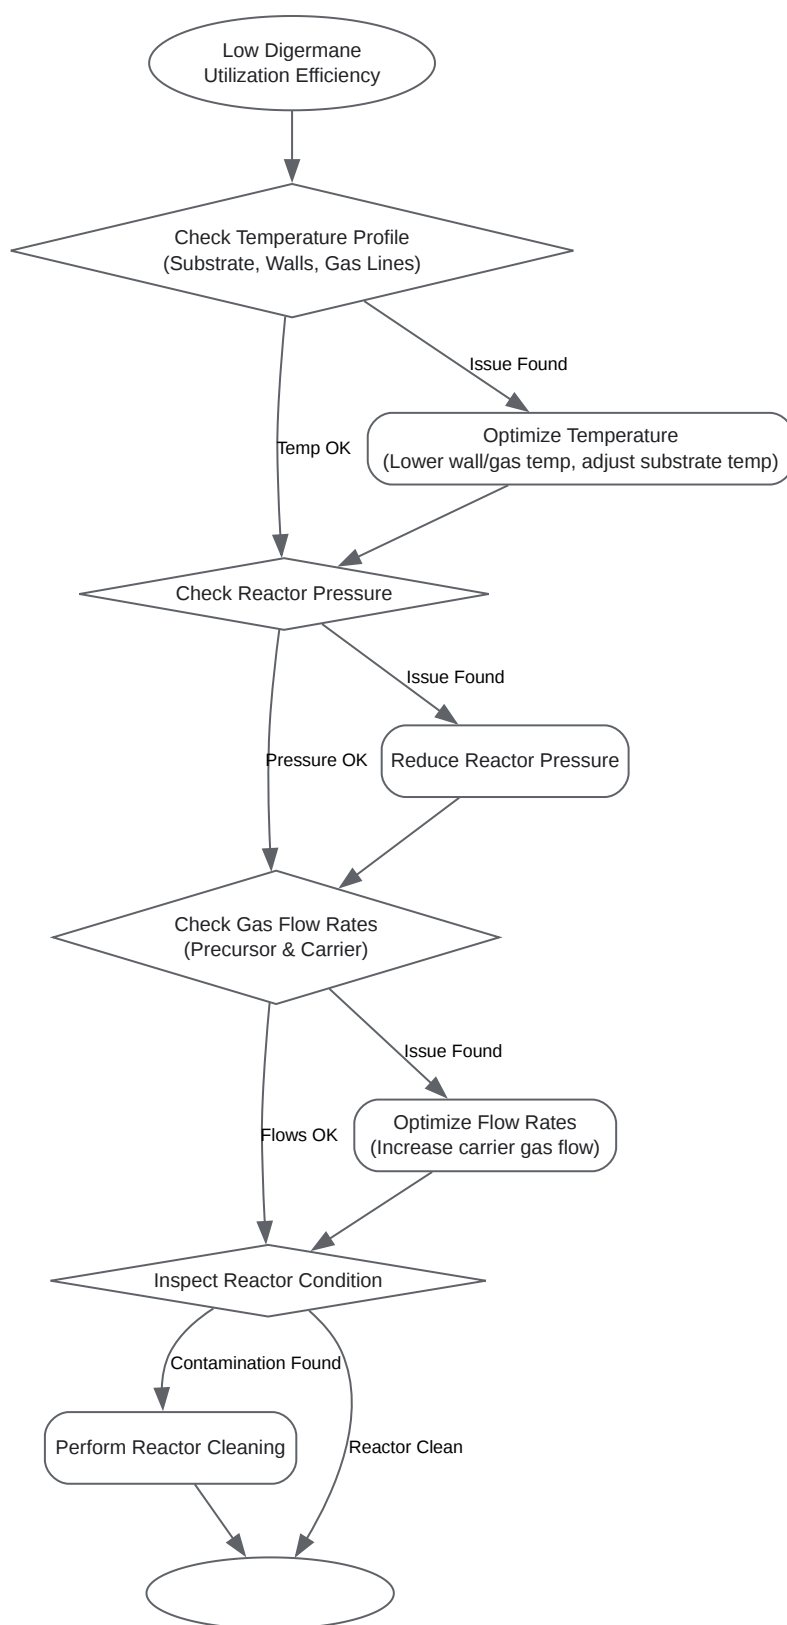 Low Digermane
Utilization Efficiency
Check Temperature Profile
(Substrate, Walls, Gas Lines)
Issue Found
Temp OK
Optimize Temperature
(Lower wall/gas temp, adjust substrate temp)
Check Reactor Pressure
Issue Found
Pressure OK
Reduce Reactor Pressure
Check Gas Flow Rates
(Precursor & Carrier)
Issue Found
Flows OK
Optimize Flow Rates
(Increase carrier gas flow)
Inspect Reactor Condition
Contamination Found
Perform Reactor Cleaning
Reactor Clean